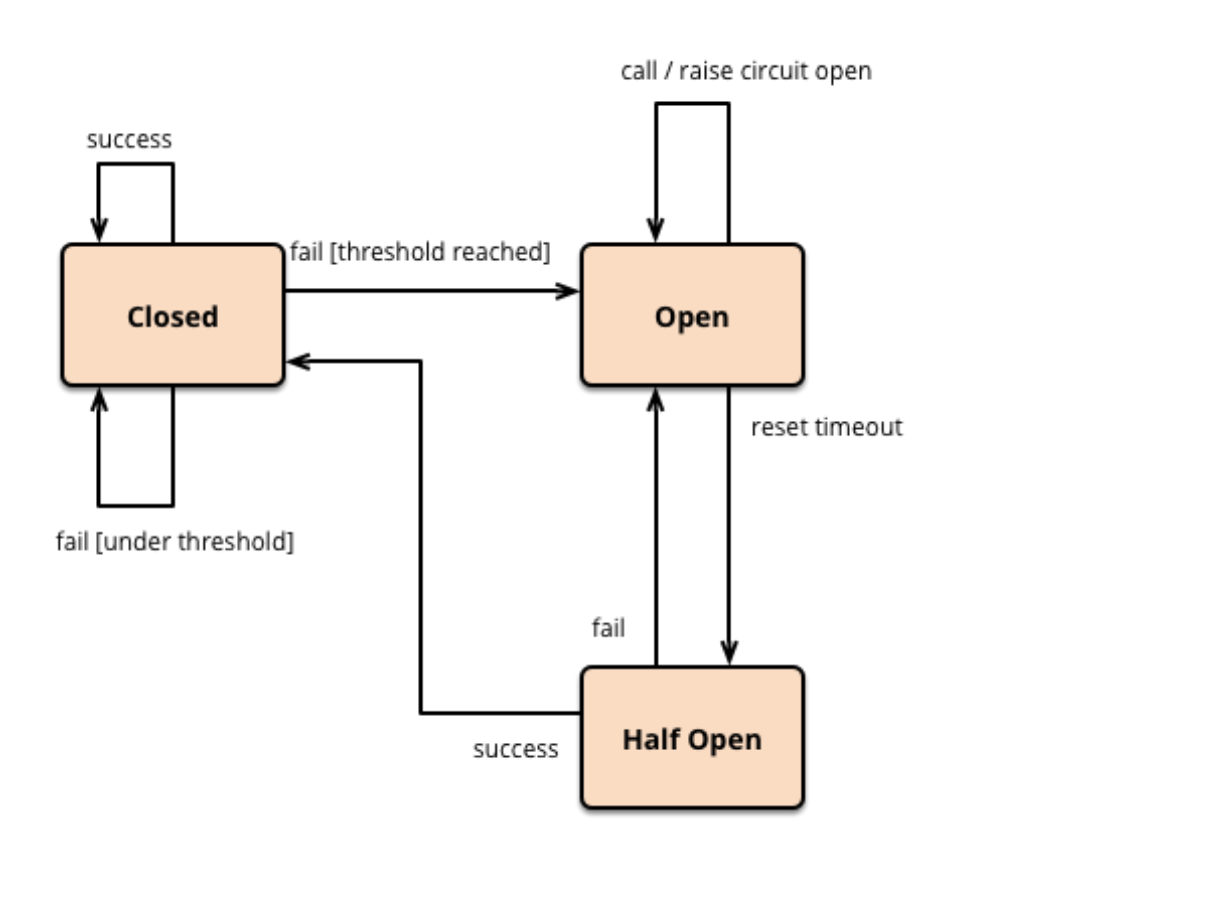 call / raise circuit open
success
fail [threshold reached]
Closed
Open
reset timeout
fail [under threshold]
fail
success
Half Open